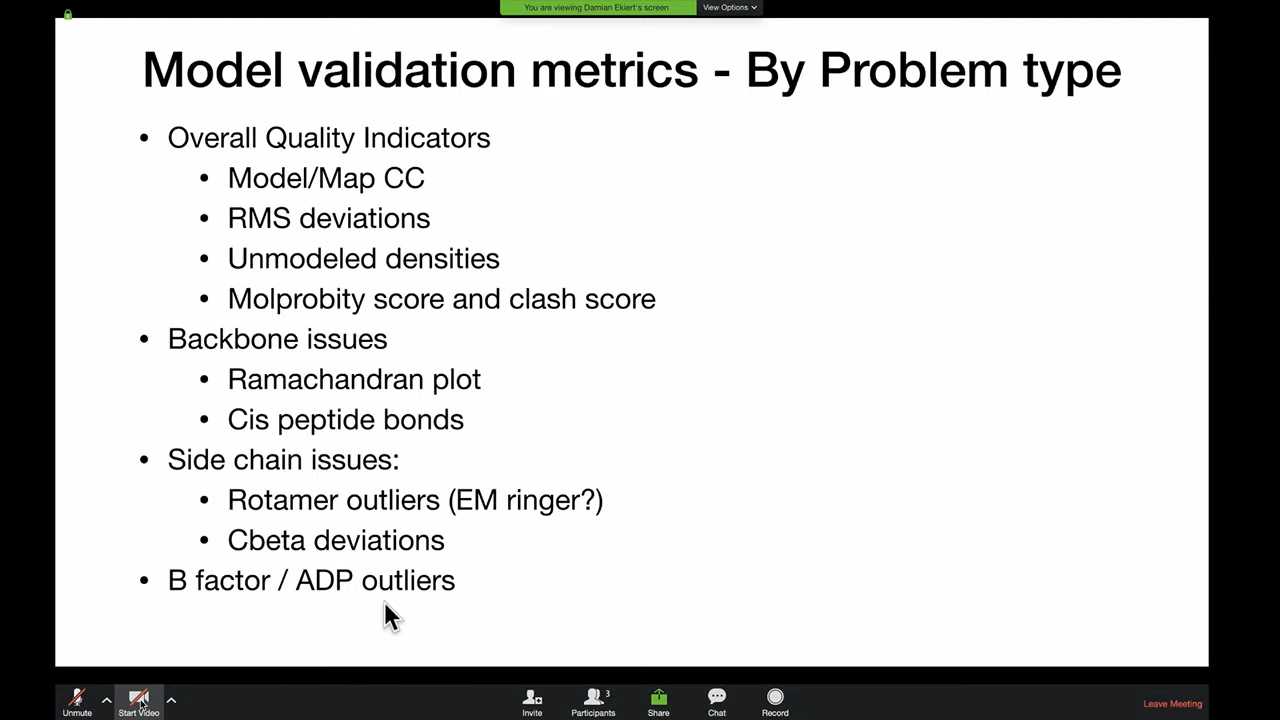 You are viewing Damian Ekiert's screen
View Options
Model validation metrics - By Problem type
• Overall Quality Indicators
• Model/Map CC
• RMS deviations
• Unmodeled densities
• Molprobity score and clash score
• Backbone issues
• Ramachandran plot
• Cis peptide bonds
• Side chain issues:
• Rotamer outliers (EM ringer?)
• Cbeta deviations
• B factor / ADP outliers
Unmute
Start Video
Invite
Participants 3
Share
Chat
Record
Leave Meeting